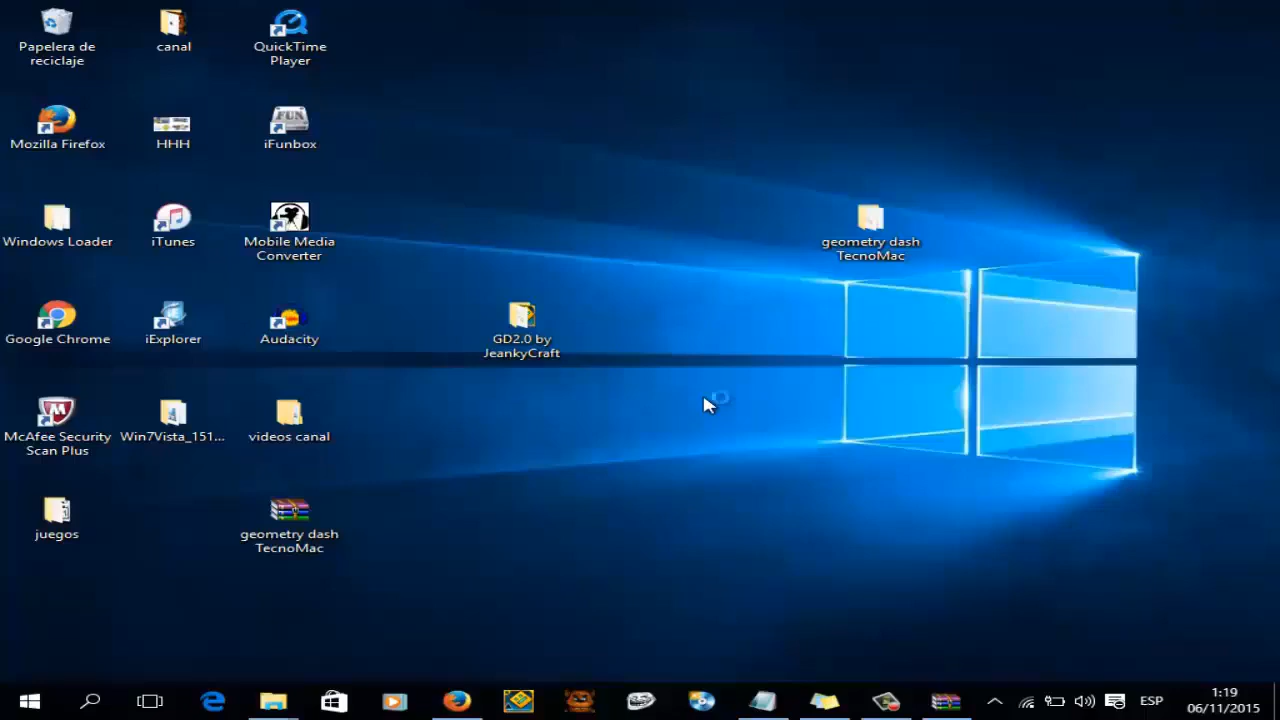 Papelera de
reciclaje
canal
QuickTime
Player
Mozilla Firefox
HHH
FUN
iFunbox
Windows Loader
iTunes
Mobile Media
Converter
geometry dash
TecnoMac
Google Chrome
iExplorer
Audacity
GD2.0 by
JeankyCraft
McAfee Security
Scan Plus
Win7Vista_151...
videos canal
juegos
geometry dash
TecnoMac
ESP
1:19
06/11/2015